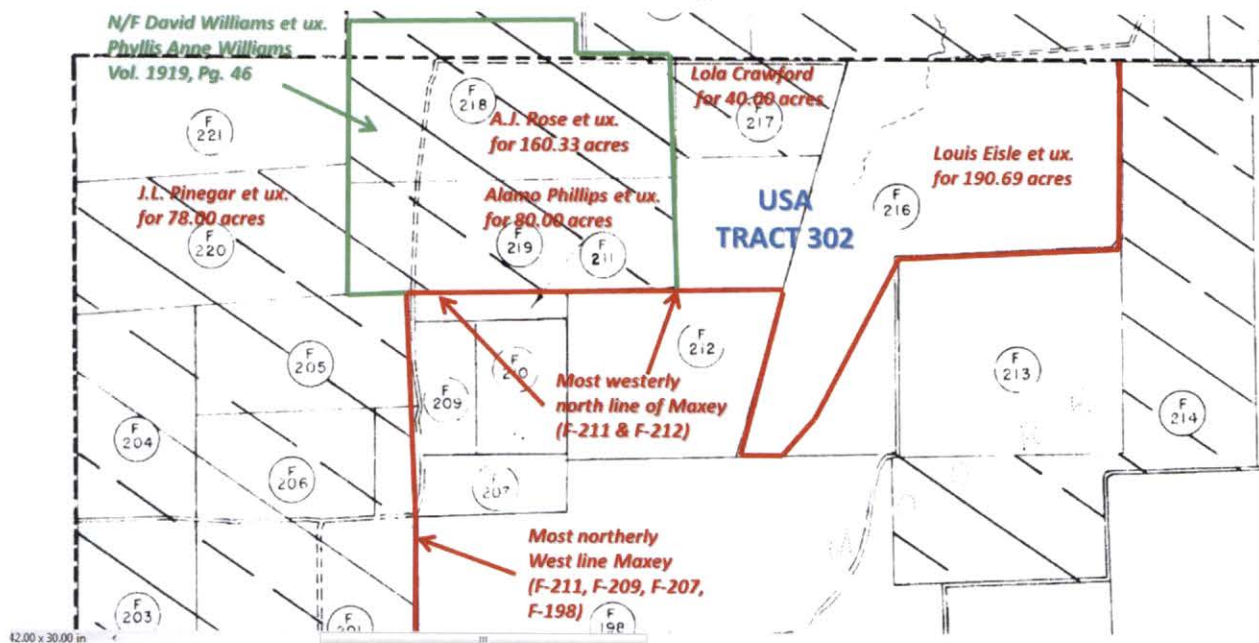 N/F David Williams et ux.
Phyllis Anne Williams
Vol. 1919, Pg. 46
Lola Crawford
for 40.00 acres
F
217
F
218
A.J. Rose et ux.
for 160.33 acres
F
221
Louis Eisle et ux.
for 190.69 acres
J.L. Pinegar et ux.
for 78.00 acres
Alamo Phillips et ux.
for 80.00 acres
USA
TRACT 302
F
216
F
220
F
219
F
211
F
212
F
205
F
210
F
209
Most westerly
north line of Maxey
(F-211 & F-212)
F
213
F
214
F
204
F
206
F
207
Most northerly
West line Maxey
(F-211, F-209, F-207,
F-198)
F
203
F
201
F
198
42.00 x 30.00 in